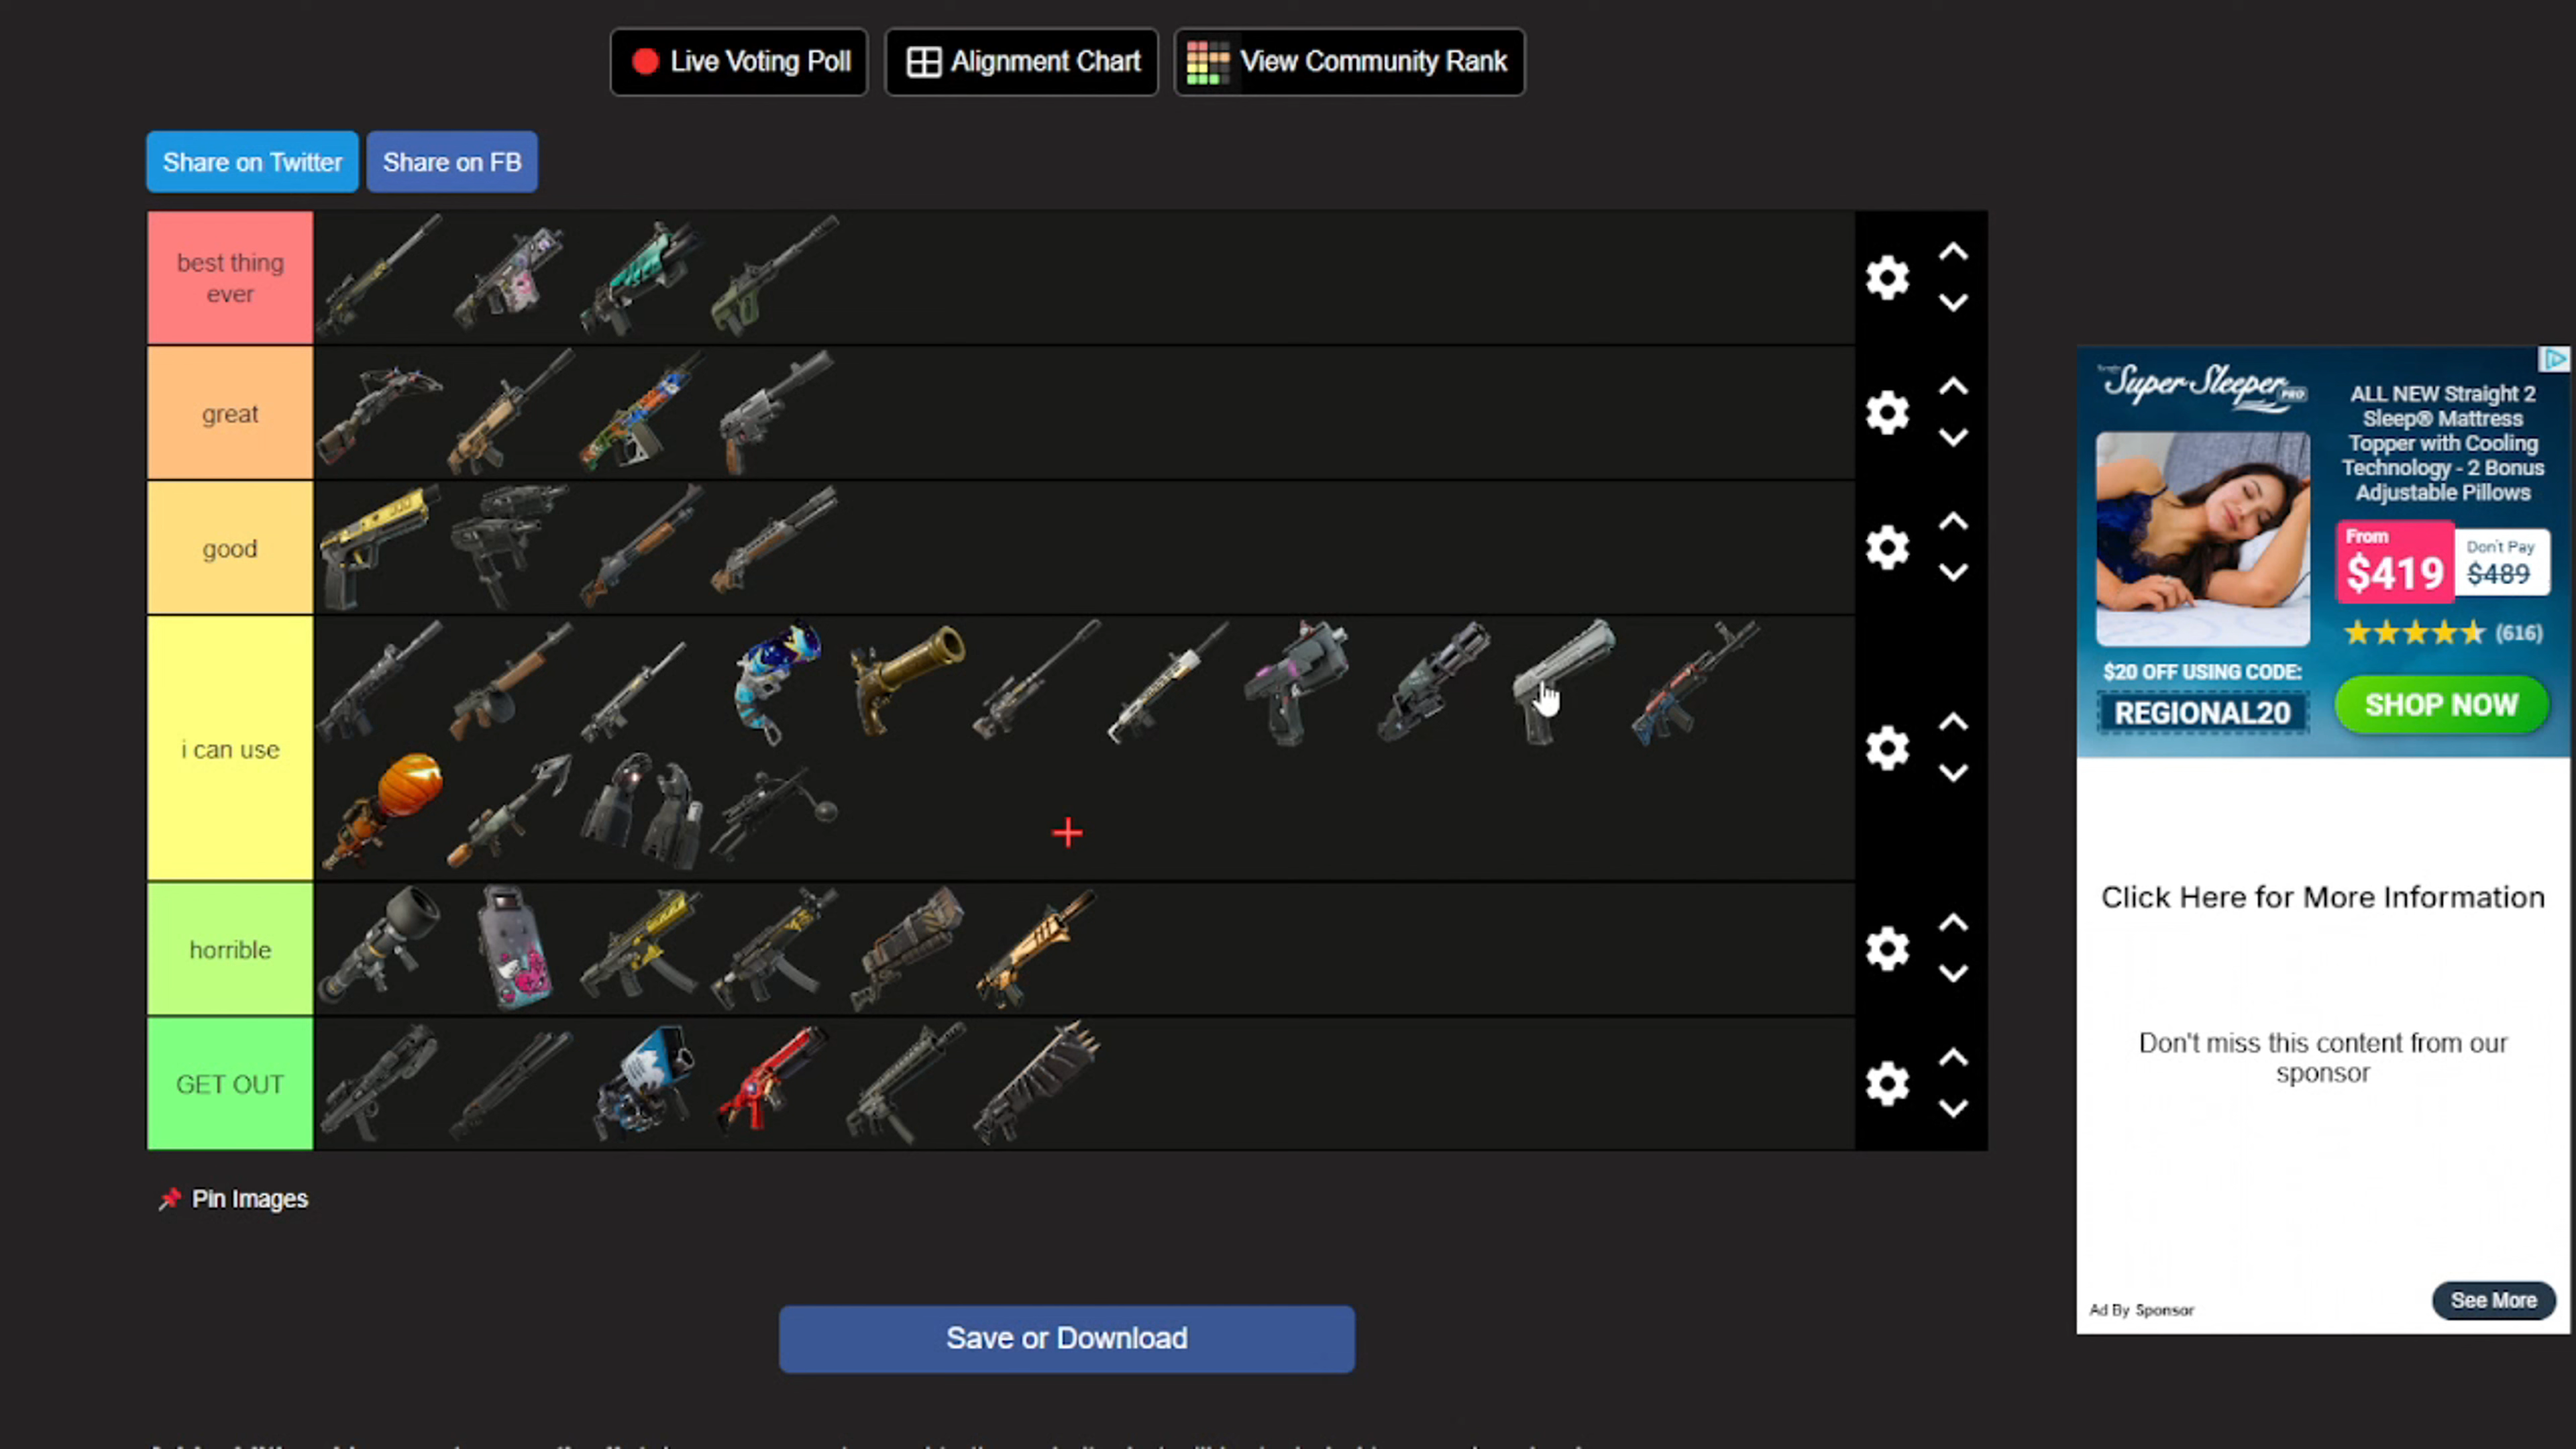 Live Voting Poll
Alignment Chart
View Community Rank
Share on Twitter
Share on FB
best thing
ever
great
good
i can use
horrible
GET OUT
Pin Images
Save or Download
Super Sleeper PRO
ALL NEW Straight 2
Sleep® Mattress
Topper with Cooling
Technology - 2 Bonus
Adjustable Pillows
From
$419
Don't Pay
$489
(616)
$20 OFF USING CODE:
REGIONAL20
SHOP NOW
Click Here for More Information
Don't miss this content from our
sponsor
Ad By Sponsor
See More